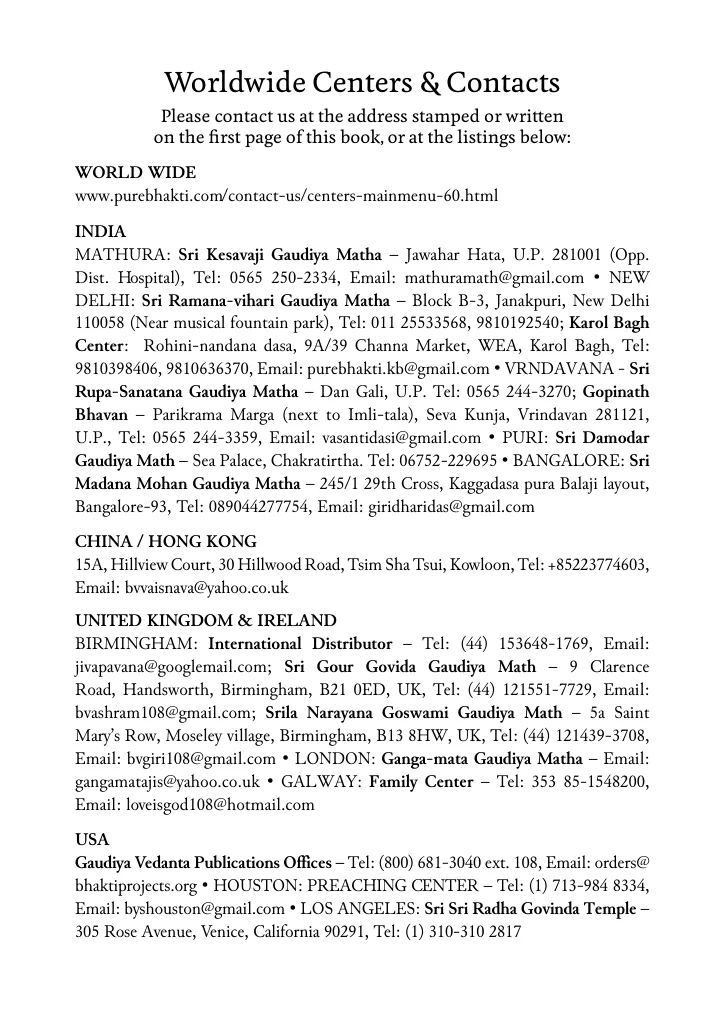 Worldwide Centers & Contacts
Please contact us at the address stamped or written
on the first page of this book, or at the listings below:
WORLD WIDE
www.purebhakti.com/contact-us/centers-mainmenu-60.html
INDIA
MATHURA: Sri Kesavaji Gaudiya Matha – Jawahar Hata, U.P. 281001 (Opp.
Dist. Hospital), Tel: 0565 250-2334, Email: mathuramath@gmail.com • NEW
DELHI: Sri Ramana-vihari Gaudiya Matha – Block B-3, Janakpuri, New Delhi
110058 (Near musical fountain park), Tel: 011 25533568, 9810192540; Karol Bagh
Center: Rohini-nandana dasa, 9A/39 Channa Market, WEA, Karol Bagh, Tel:
9810398406, 9810636370, Email: purebhakti.kb@gmail.com • VRNDAVANA - Sri
Rupa-Sanatana Gaudiya Matha – Dan Gali, U.P. Tel: 0565 244-3270; Gopinath
Bhavan – Parikrama Marga (next to Imli-tala), Seva Kunja, Vrindavan 281121,
U.P., Tel: 0565 244-3359, Email: vasantidasi@gmail.com • PURI: Sri Damodar
Gaudiya Math – Sea Palace, Chakratirtha. Tel: 06752-229695 • BANGALORE: Sri
Madana Mohan Gaudiya Matha – 245/1 29th Cross, Kaggadasa pura Balaji layout,
Bangalore-93, Tel: 089044277754, Email: giridharidas@gmail.com
CHINA / HONG KONG
15A, Hillview Court, 30 Hillwood Road, Tsim Sha Tsui, Kowloon, Tel: +85223774603,
Email: bvvaisnava@yahoo.co.uk
UNITED KINGDOM & IRELAND
BIRMINGHAM: International Distributor – Tel: (44) 153648-1769, Email:
jivapavana@googlemail.com; Sri Gour Govida Gaudiya Math – 9 Clarence
Road, Handsworth, Birmingham, B21 0ED, UK, Tel: (44) 121551-7729, Email:
bvashram108@gmail.com; Srila Narayana Goswami Gaudiya Math – 5a Saint
Mary's Row, Moseley village, Birmingham, B13 8HW, UK, Tel: (44) 121439-3708,
Email: bvgiri108@gmail.com • LONDON: Ganga-mata Gaudiya Matha – Email:
gangamatajis@yahoo.co.uk • GALWAY: Family Center – Tel: 353 85-1548200,
Email: loveisgod108@hotmail.com
USA
Gaudiya Vedanta Publications Offices – Tel: (800) 681-3040 ext. 108, Email: orders@
bhaktiprojects.org • HOUSTON: PREACHING CENTER – Tel: (1) 713-984 8334,
Email: byshouston@gmail.com • LOS ANGELES: Sri Sri Radha Govinda Temple –
305 Rose Avenue, Venice, California 90291, Tel: (1) 310-310 2817